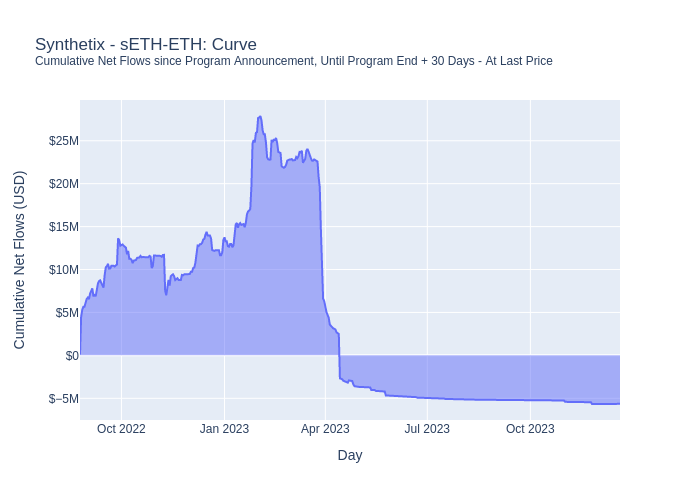 Synthetix - sETH-ETH: Curve
Cumulative Net Flows since Program Announcement, Until Program End + 30 Days - At Last Price
Cumulative Net Flows (USD)
$25M
$20M
$15M
$10M
$5M
$0
−$5M
Oct 2022 Jan 2023 Apr 2023 Jul 2023 Oct 2023
Day